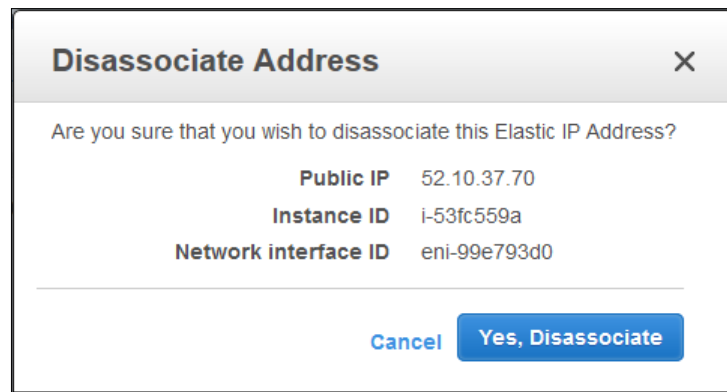 Disassociate Address
Are you sure that you wish to disassociate this Elastic IP Address?
Public IP 52.10.37.70
Instance ID i-53fc559a
Network interface ID eni-99e793d0
Cancel Yes, Disassociate